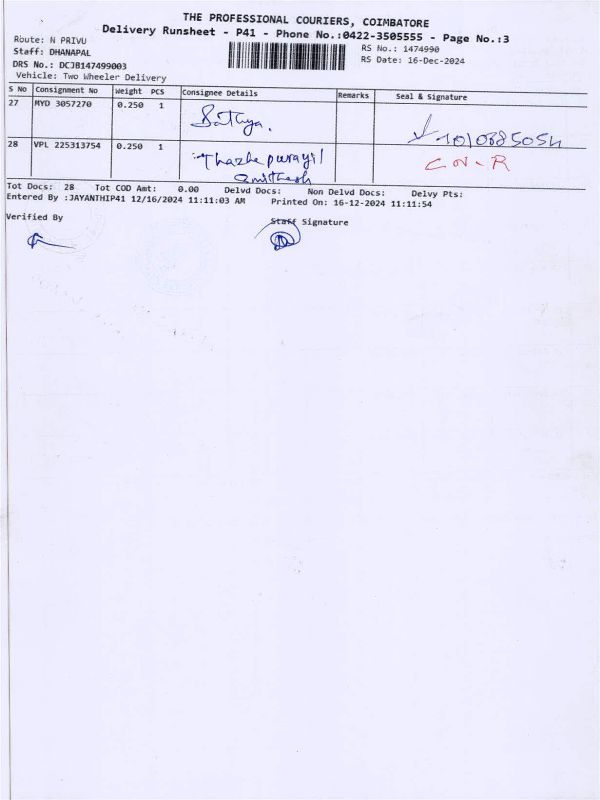 THE PROFESSIONAL COURIERS, COIMBATORE
Delivery Runsheet - P41 - Phone No.:0422-3505555 - Page No.:3
Route: N PRIVU
RS No.: 1474990
Staff: DHANAPAL
RS Date: 16-Dec-2024
DRS No.: DCJB147499003
Vehicle: Two Wheeler Delivery
S No Consignment No Weight PCS Consignee Details Remarks Seal & Signature
27 MYD 3057270 0.250 1 Sathya.
28 VPL 225313754 0.250 1 Thazhe purayil
Tot Docs: 28 Tot COD Amt: 0.00 Delvd Docs: Non Delvd Docs: Delvy Pts:
Entered By :JAYANTHIP41 12/16/2024 11:11:03 AM Printed On: 16-12-2024 11:11:54
Verified By
Staff Signature